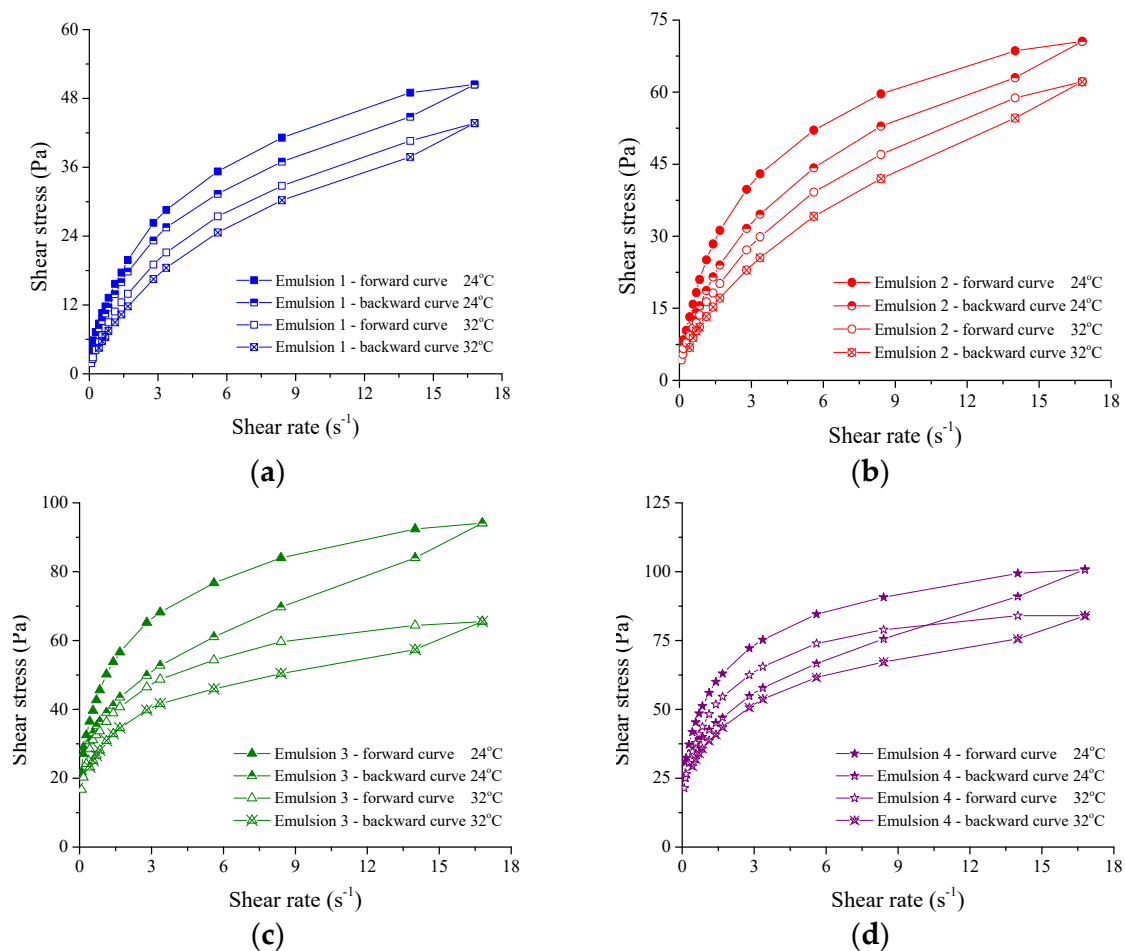 60
48
36
24
12
0
0 3 6 9 12 15 18
Shear stress (Pa)
Shear rate (s⁻¹)
Emulsion 1 - forward curve 24°C
Emulsion 1 - backward curve 24°C
Emulsion 1 - forward curve 32°C
Emulsion 1 - backward curve 32°C
(a)
75
60
45
30
15
0
0 3 6 9 12 15 18
Shear stress (Pa)
Shear rate (s⁻¹)
Emulsion 2 - forward curve 24°C
Emulsion 2 - backward curve 24°C
Emulsion 2 - forward curve 32°C
Emulsion 2 - backward curve 32°C
(b)
100
80
60
40
20
0
0 3 6 9 12 15 18
Shear stress (Pa)
Shear rate (s⁻¹)
Emulsion 3 - forward curve 24°C
Emulsion 3 - backward curve 24°C
Emulsion 3 - forward curve 32°C
Emulsion 3 - backward curve 32°C
(c)
125
100
75
50
25
0
0 3 6 9 12 15 18
Shear stress (Pa)
Shear rate (s⁻¹)
Emulsion 4 - forward curve 24°C
Emulsion 4 - backward curve 24°C
Emulsion 4 - forward curve 32°C
Emulsion 4 - backward curve 32°C
(d)